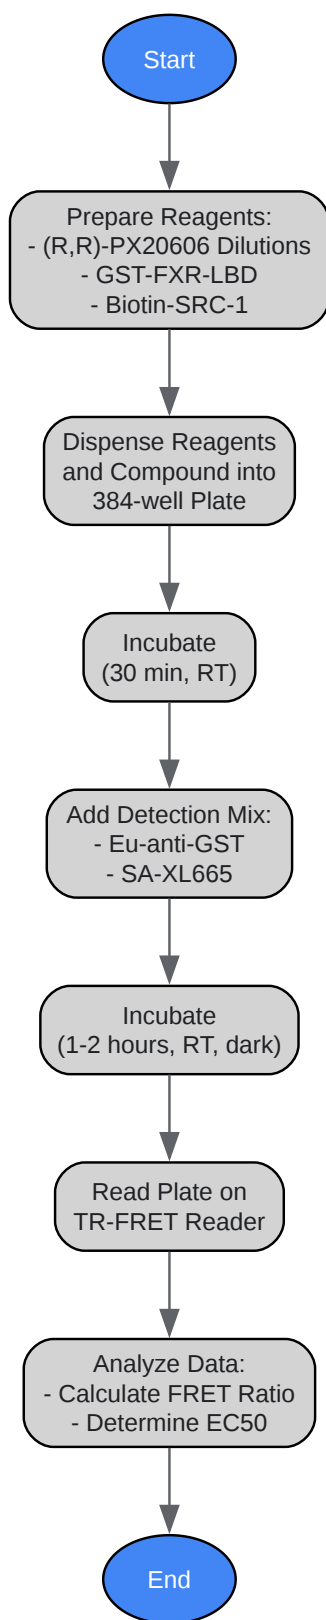 Start
Prepare Reagents:
- (R,R)-PX20606 Dilutions
- GST-FXR-LBD
- Biotin-SRC-1
Dispense Reagents
and Compound into
384-well Plate
Incubate
(30 min, RT)
Add Detection Mix:
- Eu-anti-GST
- SA-XL665
Incubate
(1-2 hours, RT, dark)
Read Plate on
TR-FRET Reader
Analyze Data:
- Calculate FRET Ratio
- Determine EC50
End